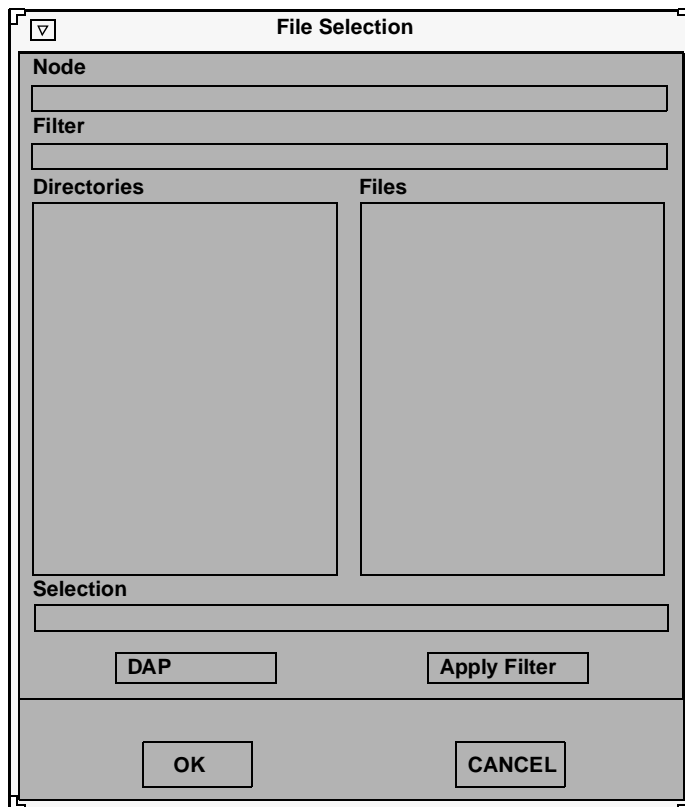 File Selection
Node
Filter
Directories
Files
Selection
DAP
Apply Filter
OK
CANCEL